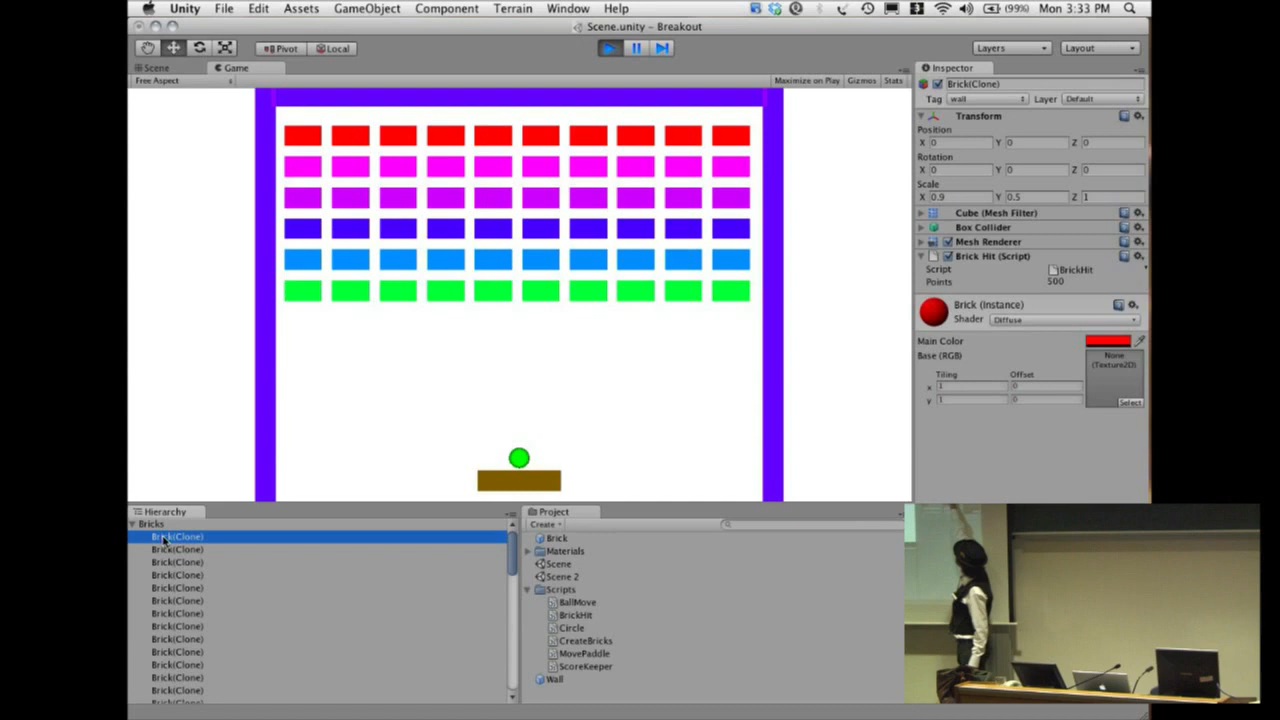 Unity File Edit Assets GameObject Component Terrain Window Help (99%) Mon 3:33 PM
Scene.unity – Breakout
Pivot Local Layers Layout
Scene Game
Free Aspect Maximize on Play Gizmos Stats
Inspector
Brick(Clone)
Tag wall Layer Default
Transform
Position
X 0 Y 0 Z 0
Rotation
X 0 Y 0 Z 0
Scale
X 0.9 Y 0.5 Z 1
Cube (Mesh Filter)
Box Collider
Mesh Renderer
Brick Hit (Script)
Script BrickHit
Points 500
Brick (Instance)
Shader Diffuse
Main Color
Base (RGB) None
(Texture2D)
Tiling Offset
x 1 0
y 1 0
Select
Hierarchy
Bricks
Brick(Clone)
Brick(Clone)
Brick(Clone)
Brick(Clone)
Brick(Clone)
Brick(Clone)
Brick(Clone)
Brick(Clone)
Brick(Clone)
Brick(Clone)
Brick(Clone)
Brick(Clone)
Brick(Clone)
Project
Create
Brick
Materials
Scene
Scene 2
Scripts
BallMove
BrickHit
Circle
CreateBricks
MovePaddle
ScoreKeeper
Wall